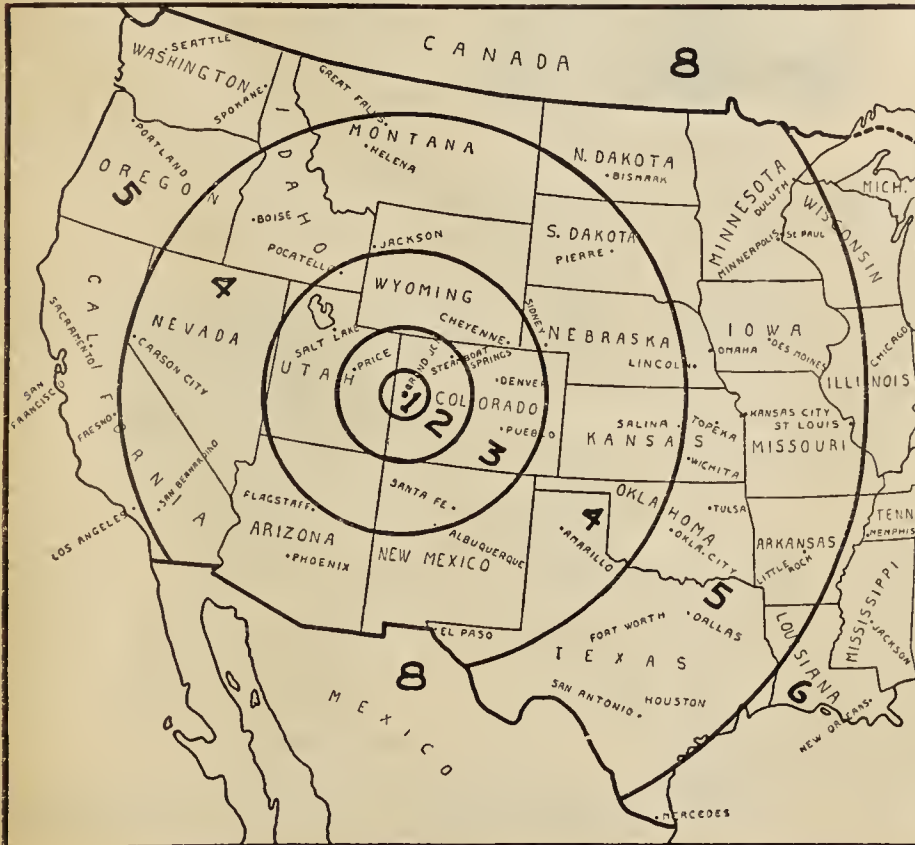 CANADA
8
SEATTLE
WASHINGTON
SPOKANE
GREAT FALLS
MONTANA
HELENA
N. DAKOTA
BISMARK
MINNESOTA
DULUTH
MICH.
WISCONSIN
PORTLAND
OREGON
5
IDAHO
BOISE
POCATELLO
JACKSON
S. DAKOTA
PIERRE
MINNERPOLIS
ST PAUL
4
WYOMING
CHEYENNE
SIDNEY
NEBRASKA
LINCOLN
OMAHA
IOWA
DES MOINES
CHICAGO
ILLINOIS
CALIFORNIA
SACRAMENTO
SAN FRANCISCO
FRESNO
SAN BERNARDINO
LOS ANGELES
NEVADA
CARSON CITY
SALT LAKE
UTAH
PRICE
STEAMBOAT SPRINGS
DENVER
COLORADO
PUEBLO
1
2
3
SALINA
KANSAS
TOPEKA
WICHITA
KANSAS CITY
ST LOUIS
MISSOURI
FLAGSTAFF
ARIZONA
PHOENIX
SANTA FE
ALBUQUERQUE
NEW MEXICO
4
AMARILLO
OKLAHOMA
TULSA
OKLA. CITY
ARKANSAS
LITTLE ROCK
TENN
MEMPHIS
MISSISSIPPI
JACKSON
5
EL PASO
FORT WORTH
DALLAS
TEXAS
SAN ANTONIO
HOUSTON
LOUSIANA
6
NEW ORLEANS
8
MEXICO
MERCEDES